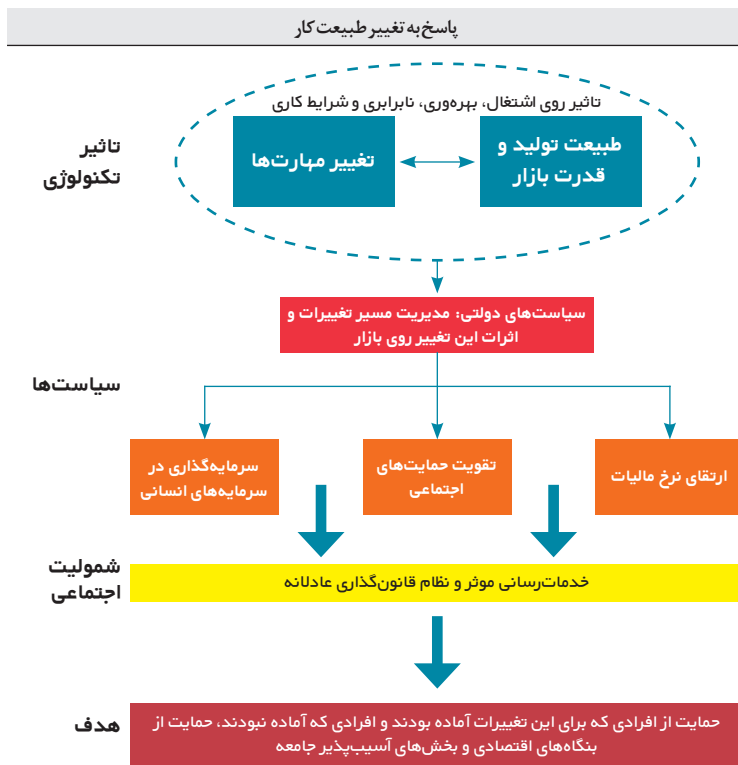 پاسخ به تغییر طبیعت کار
تاثیر روی اشتغال، بهره‌وری، نابرابری و شرایط کاری
طبیعت تولید و
قدرت بازار
تغییر مهارت‌ها
تاثیر
تکنولوژی
سیاست‌های دولتی: مدیریت مسیر تغییرات و
اثرات این تغییر روی بازار
سیاست‌ها
ارتقای نرخ مالیات
تقویت حمایت‌های
اجتماعی
سرمایه‌گذاری در
سرمایه‌های انسانی
شمولیت
اجتماعی
خدمات‌رسانی موثر و نظام قانون‌گذاری عادلانه
هدف
حمایت از افرادی که برای این تغییرات آماده بودند و افرادی که آماده نبودند، حمایت از
بنگاه‌های اقتصادی و بخش‌های آسیب‌پذیر جامعه